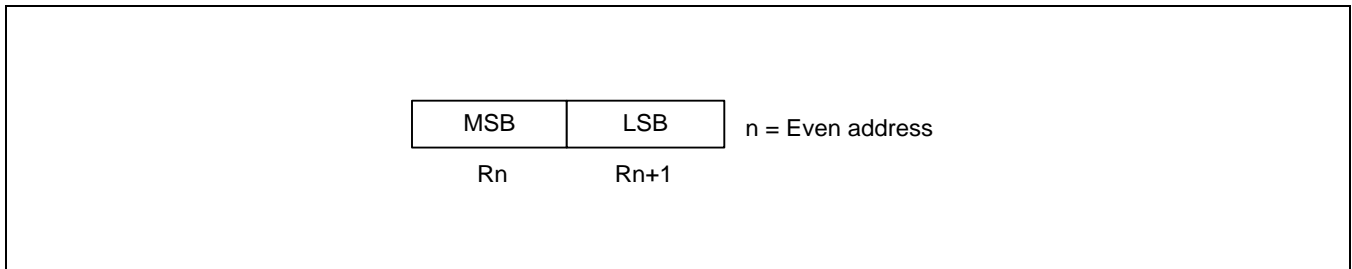 MSB LSB n = Even address
Rn Rn+1